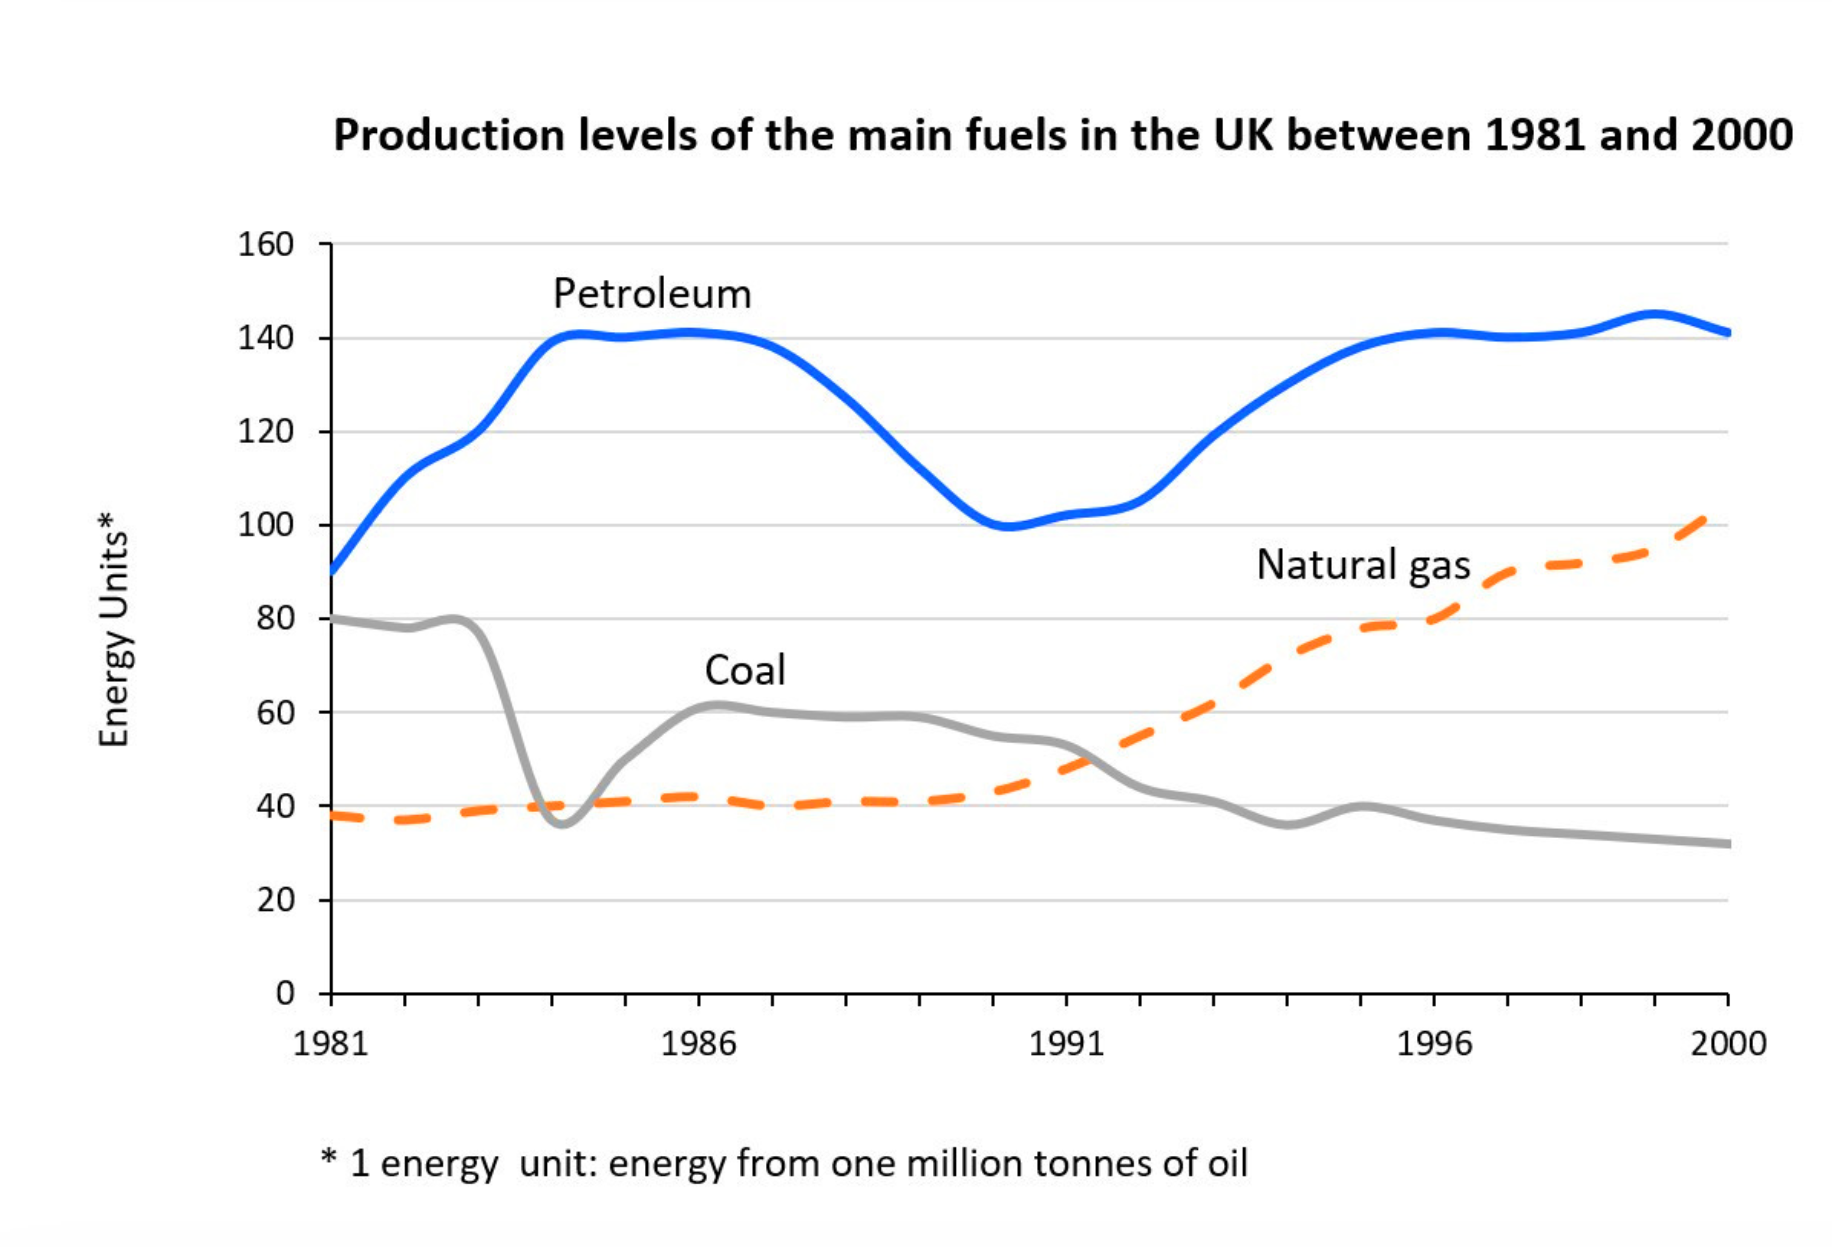 Production levels of the main fuels in the UK between 1981 and 2000
160
140
120
100
80
60
40
20
0
Energy Units*
Petroleum
Natural gas
Coal
1981 1986 1991 1996 2000
* 1 energy  unit: energy from one million tonnes of oil